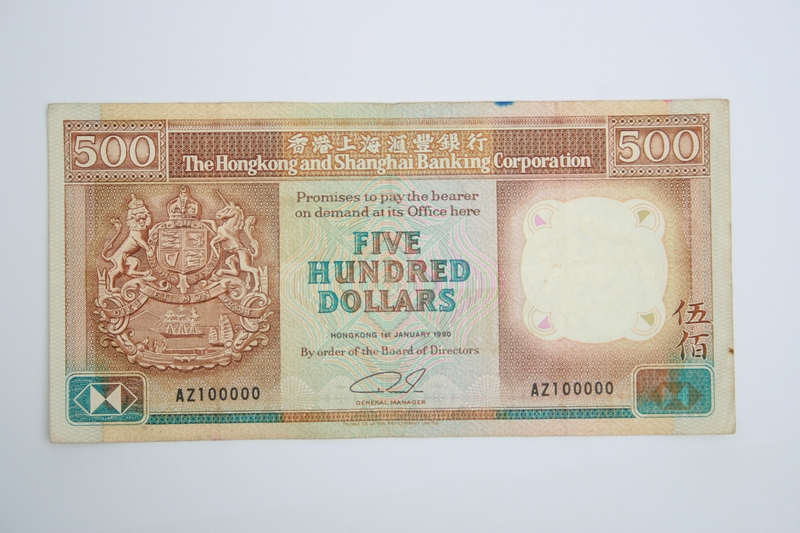 500
香港上海滙豐銀行
500
The Hongkong and Shanghai Banking Corporation
Promises to pay the bearer
on demand at its Office here
FIVE
HUNDRED
DOLLARS
HONGKONG 1st JANUARY 1990
By order of the Board of Directors
伍佰
AZ100000
AZ100000
GENERAL MANAGER